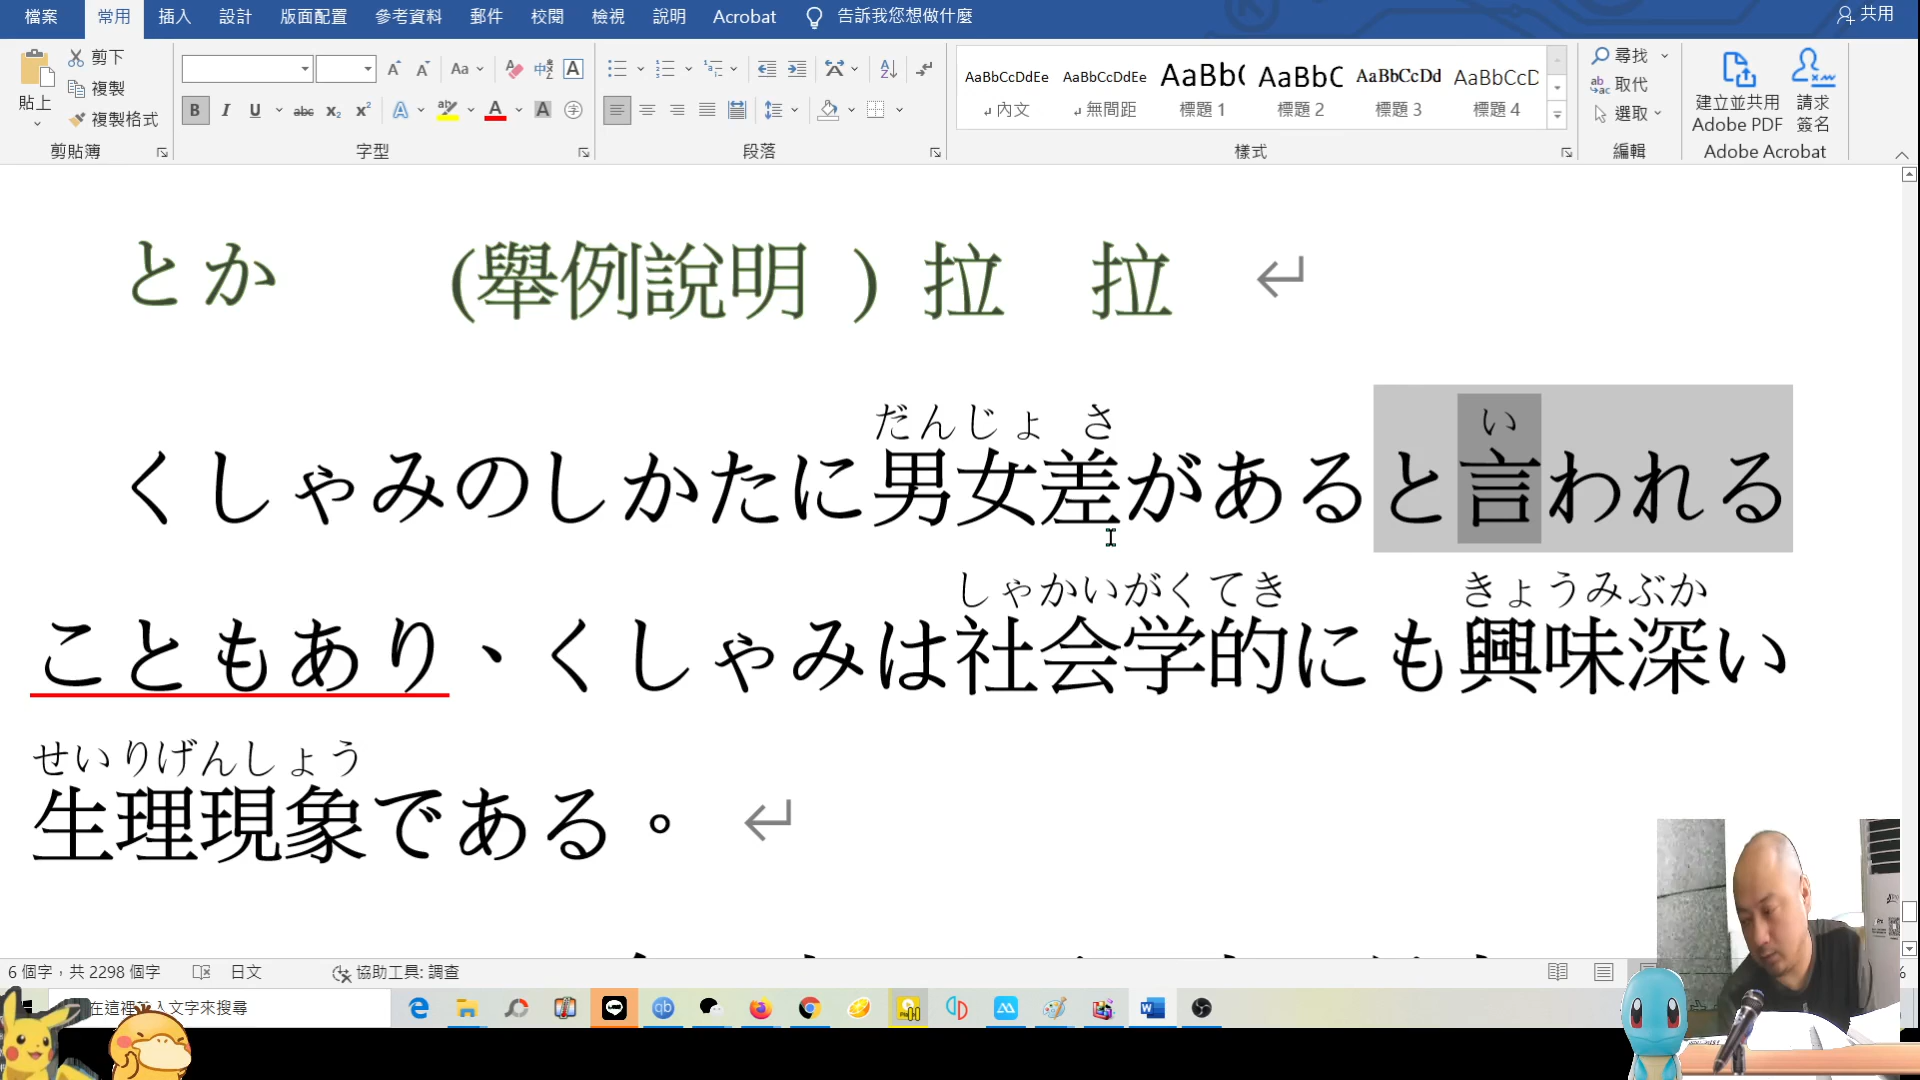 檔案 常用 插入 設計 版面配置 參考資料 郵件 校閱 檢視 說明 Acrobat 告訴我您想做什麼 共用
貼上
剪下
複製
複製格式
剪貼簿
字型
段落
AaBbCcDdEe AaBbCcDdEe AaBb( AaBbC AaBbCcDd AaBbCcD
內文 無間距 標題 1 標題 2 標題 3 標題 4
樣式
尋找
取代
選取
編輯
建立並共用 Adobe PDF
請求 簽名
Adobe Acrobat
とか (舉例說明 ) 拉 拉
だんじょ さ い
くしゃみのしかたに男女差があると言われる
しゃかいがくてき きょうみぶか
こともあり、くしゃみは社会学的にも興味深い
せいりげんしょう
生理現象である。
6 個字，共 2298 個字 日文 協助工具: 調查
在這裡輸入文字來搜尋